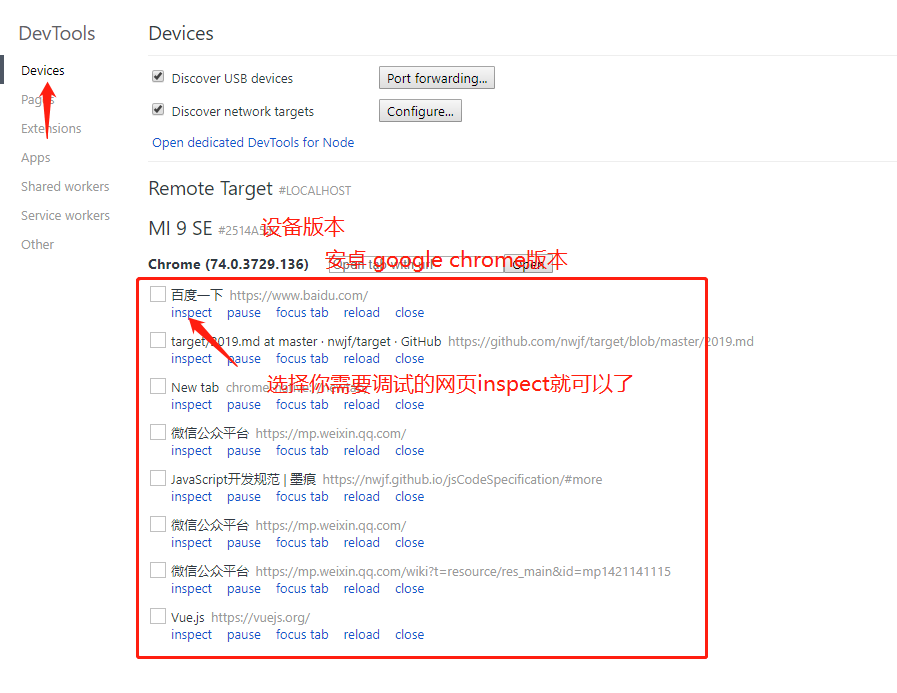 DevTools
Devices
Pages
Extensions
Apps
Shared workers
Service workers
Other
Devices
Discover USB devices
Port forwarding...
Discover network targets
Configure...
Open dedicated DevTools for Node
Remote Target #LOCALHOST
MI 9 SE #2514A
设备版本
Chrome (74.0.3729.136)
安卓 google chrome版本
Open tab with url
Open
百度一下 https://www.baidu.com/
inspect pause focus tab reload close
target/2019.md at master · nwjf/target · GitHub https://github.com/nwjf/target/blob/master/2019.md
inspect pause focus tab reload close
选择你需要调试的网页inspect就可以了
New tab
inspect pause focus tab reload close
微信公众平台 https://mp.weixin.qq.com/
inspect pause focus tab reload close
JavaScript开发规范 | 墨痕 https://nwjf.github.io/jsCodeSpecification/#more
inspect pause focus tab reload close
微信公众平台 https://mp.weixin.qq.com/
inspect pause focus tab reload close
微信公众平台 https://mp.weixin.qq.com/wiki?t=resource/res_main&id=mp1421141115
inspect pause focus tab reload close
Vue.js https://vuejs.org/
inspect pause focus tab reload close